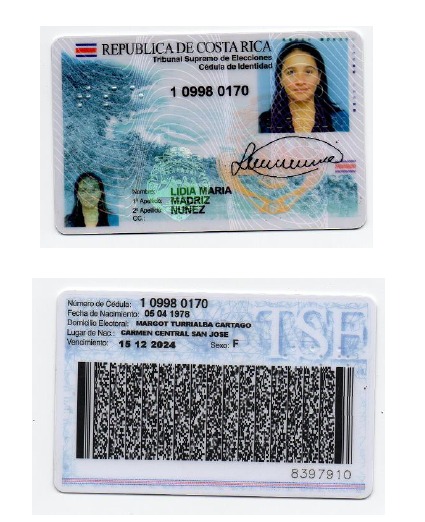 REPUBLICA DE COSTA RICA
Tribunal Supremo de Elecciones
Cédula de Identidad
1 0998 0170
Nombre: LIDIA MARIA
1° Apellido: MADRIZ
2° Apellido: NUÑEZ
CC.:
Número de Cédula: 1 0998 0170
Fecha de Nacimiento: 05 04 1978
Domicilio Electoral: MARGOT TURRIALBA CARTAGO
Lugar de Nac.: CARMEN CENTRAL SAN JOSE
Vencimiento: 15 12 2024 Sexo: F
TSE
8397910